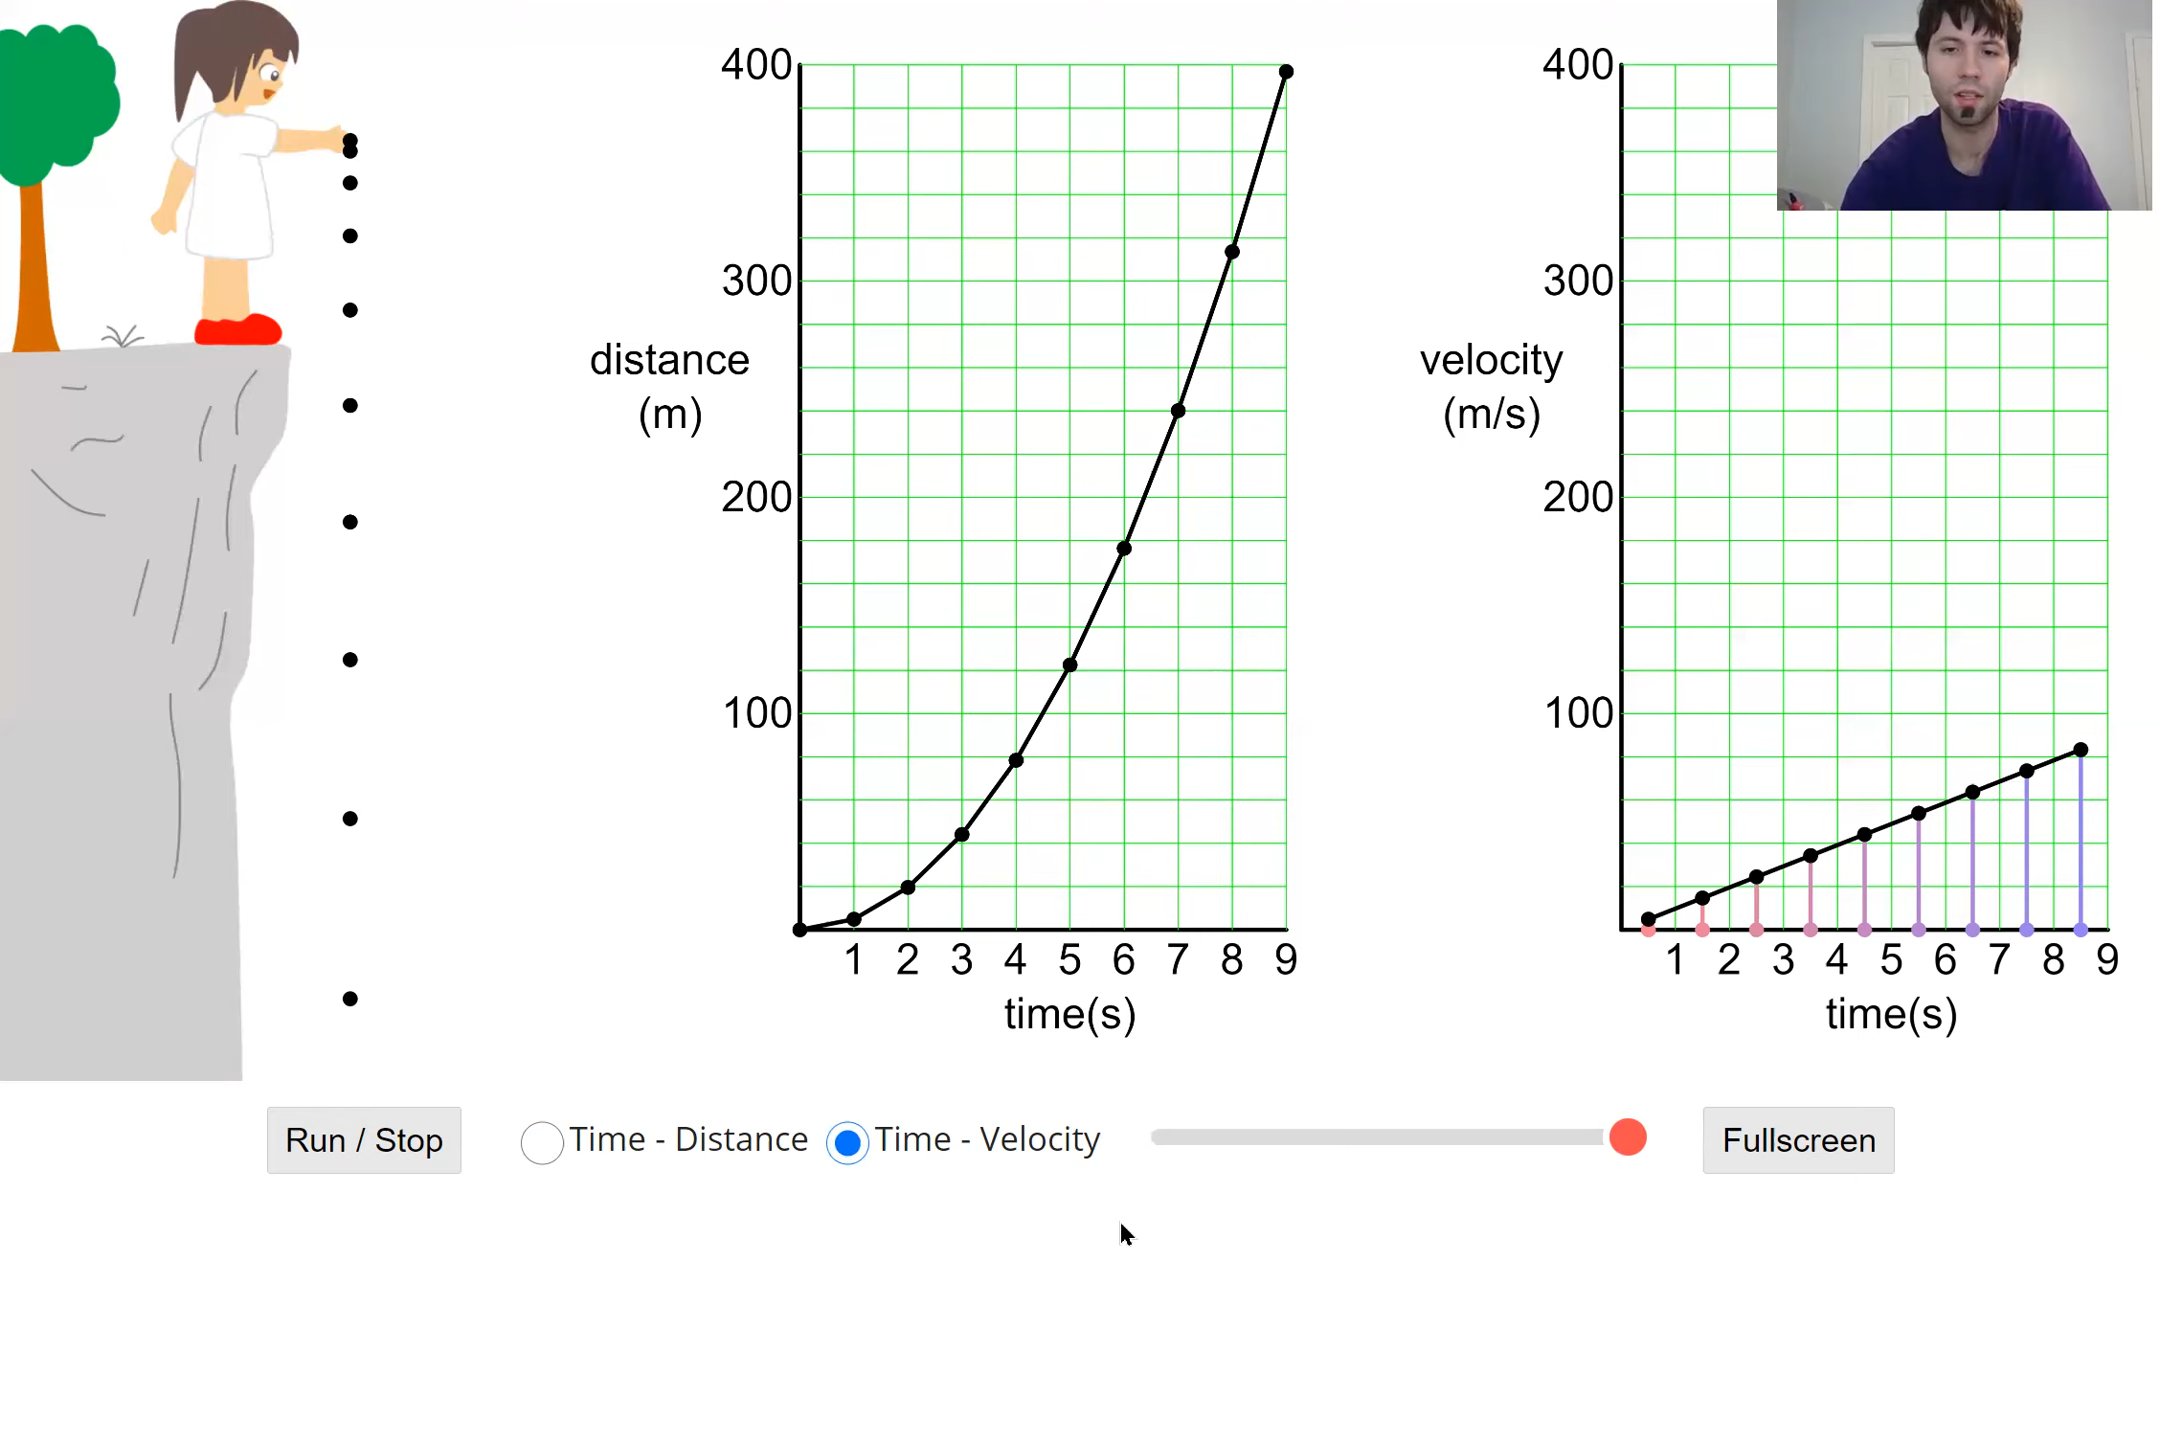 400
300
distance
(m)
200
100
1 2 3 4 5 6 7 8 9
time(s)
400
300
velocity
(m/s)
200
100
1 2 3 4 5 6 7 8 9
time(s)
Run / Stop
Time - Distance
Time - Velocity
Fullscreen